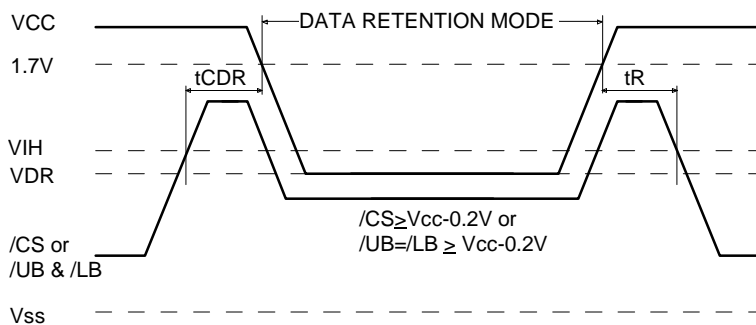 VCC
DATA RETENTION MODE
1.7V
tCDR
tR
VIH
VDR
/CS≥Vcc-0.2V or
/UB=/LB ≥ Vcc-0.2V
/CS or
/UB & /LB
Vss